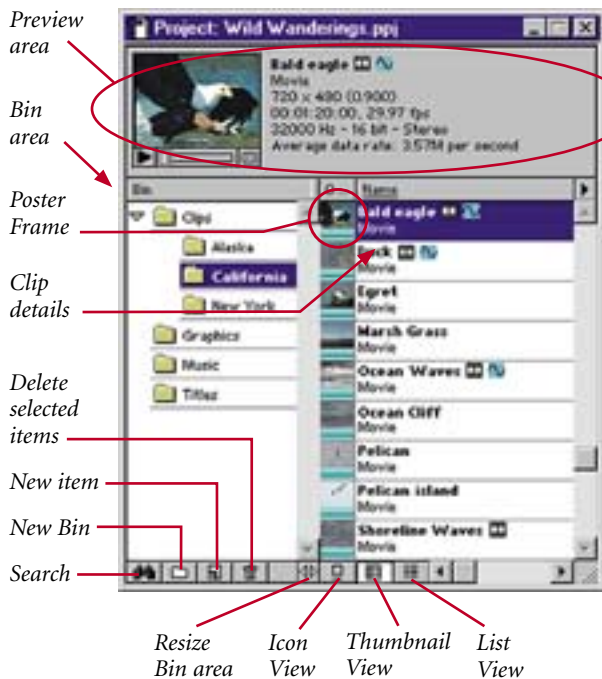 Preview
area
Bin
area
Poster
Frame
Clip
details
Delete
selected
items
New item
New Bin
Search
Project: Wild Wanderings.ppj
Bald eagle
Movie
720 x 480 (0.900)
00:01:20:00, 29.97 fps
32000 Hz - 16 bit - Stereo
Average data rate: 3.57M per second
Bin
Name
Clips
Alaska
California
New York
Graphics
Music
Titles
Bald eagle
Movie
Movie
Egret
Movie
Marsh Grass
Movie
Ocean Waves
Movie
Ocean Cliff
Movie
Pelican
Movie
Pelican island
Movie
Shoreline Waves
Movie
Resize
Bin area
Icon
View
Thumbnail
View
List
View